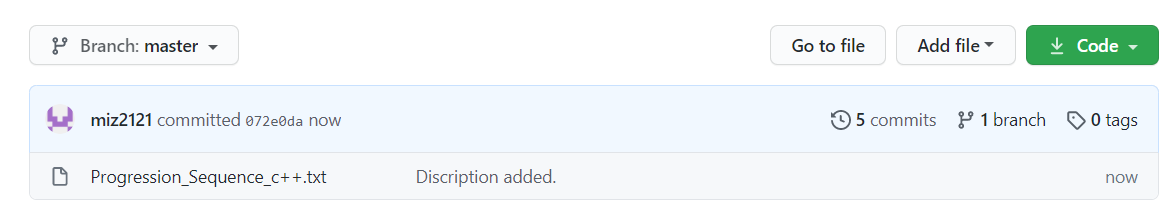 Branch: master Go to file Add file Code
miz2121 committed 072e0da now 5 commits 1 branch 0 tags
Progression_Sequence_c++.txt Discription added. now